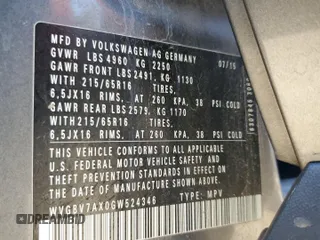 MFD BY VOLKSWAGEN AG GERMANY
GVWR LBS 4960 KG 2250 07/15
GAWR FRONT LBS 2491, KG 1130
WITH 215/65R16 TIRES,
6,5JX16 RIMS, AT 260 KPA, 38 PSI COLD
GAWR REAR LBS 2579. KG 1170
WITH 215/65R16 TIRES,
6,5JX16 RIMS, AT 260 KPA, 38 PSI COLD
THIS VEHICLE CONFORMS TO ALL APPLICABLE
FEDERAL MOTOR VEHICLE SAFETY AND THEFT
PREVENTION STANDARDS IN EFFECT ON THE
DATE OF MANUFACTURE SHOWN ABOVE.
WVGBV7AX0GW524346 TYPE: MPV